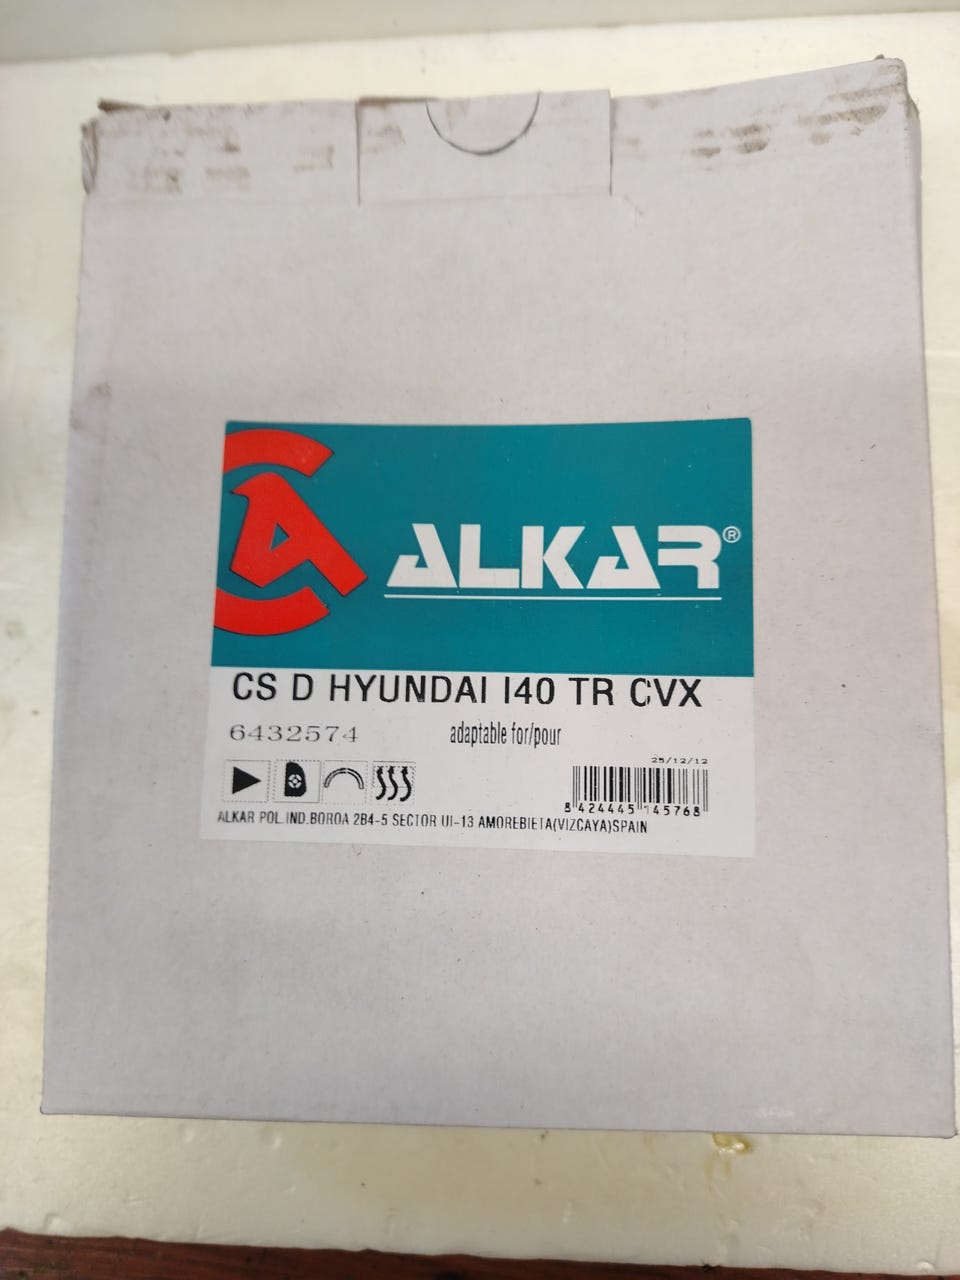 ALKAR®
CS D HYUNDAI I40 TR CVX
6432574 adaptable for/pour
25/12/12
8 424445 145768
ALKAR POL.IND.BOROA 2B4-5 SECTOR UI-13 AMOREBIETA(VIZCAYA)SPAIN